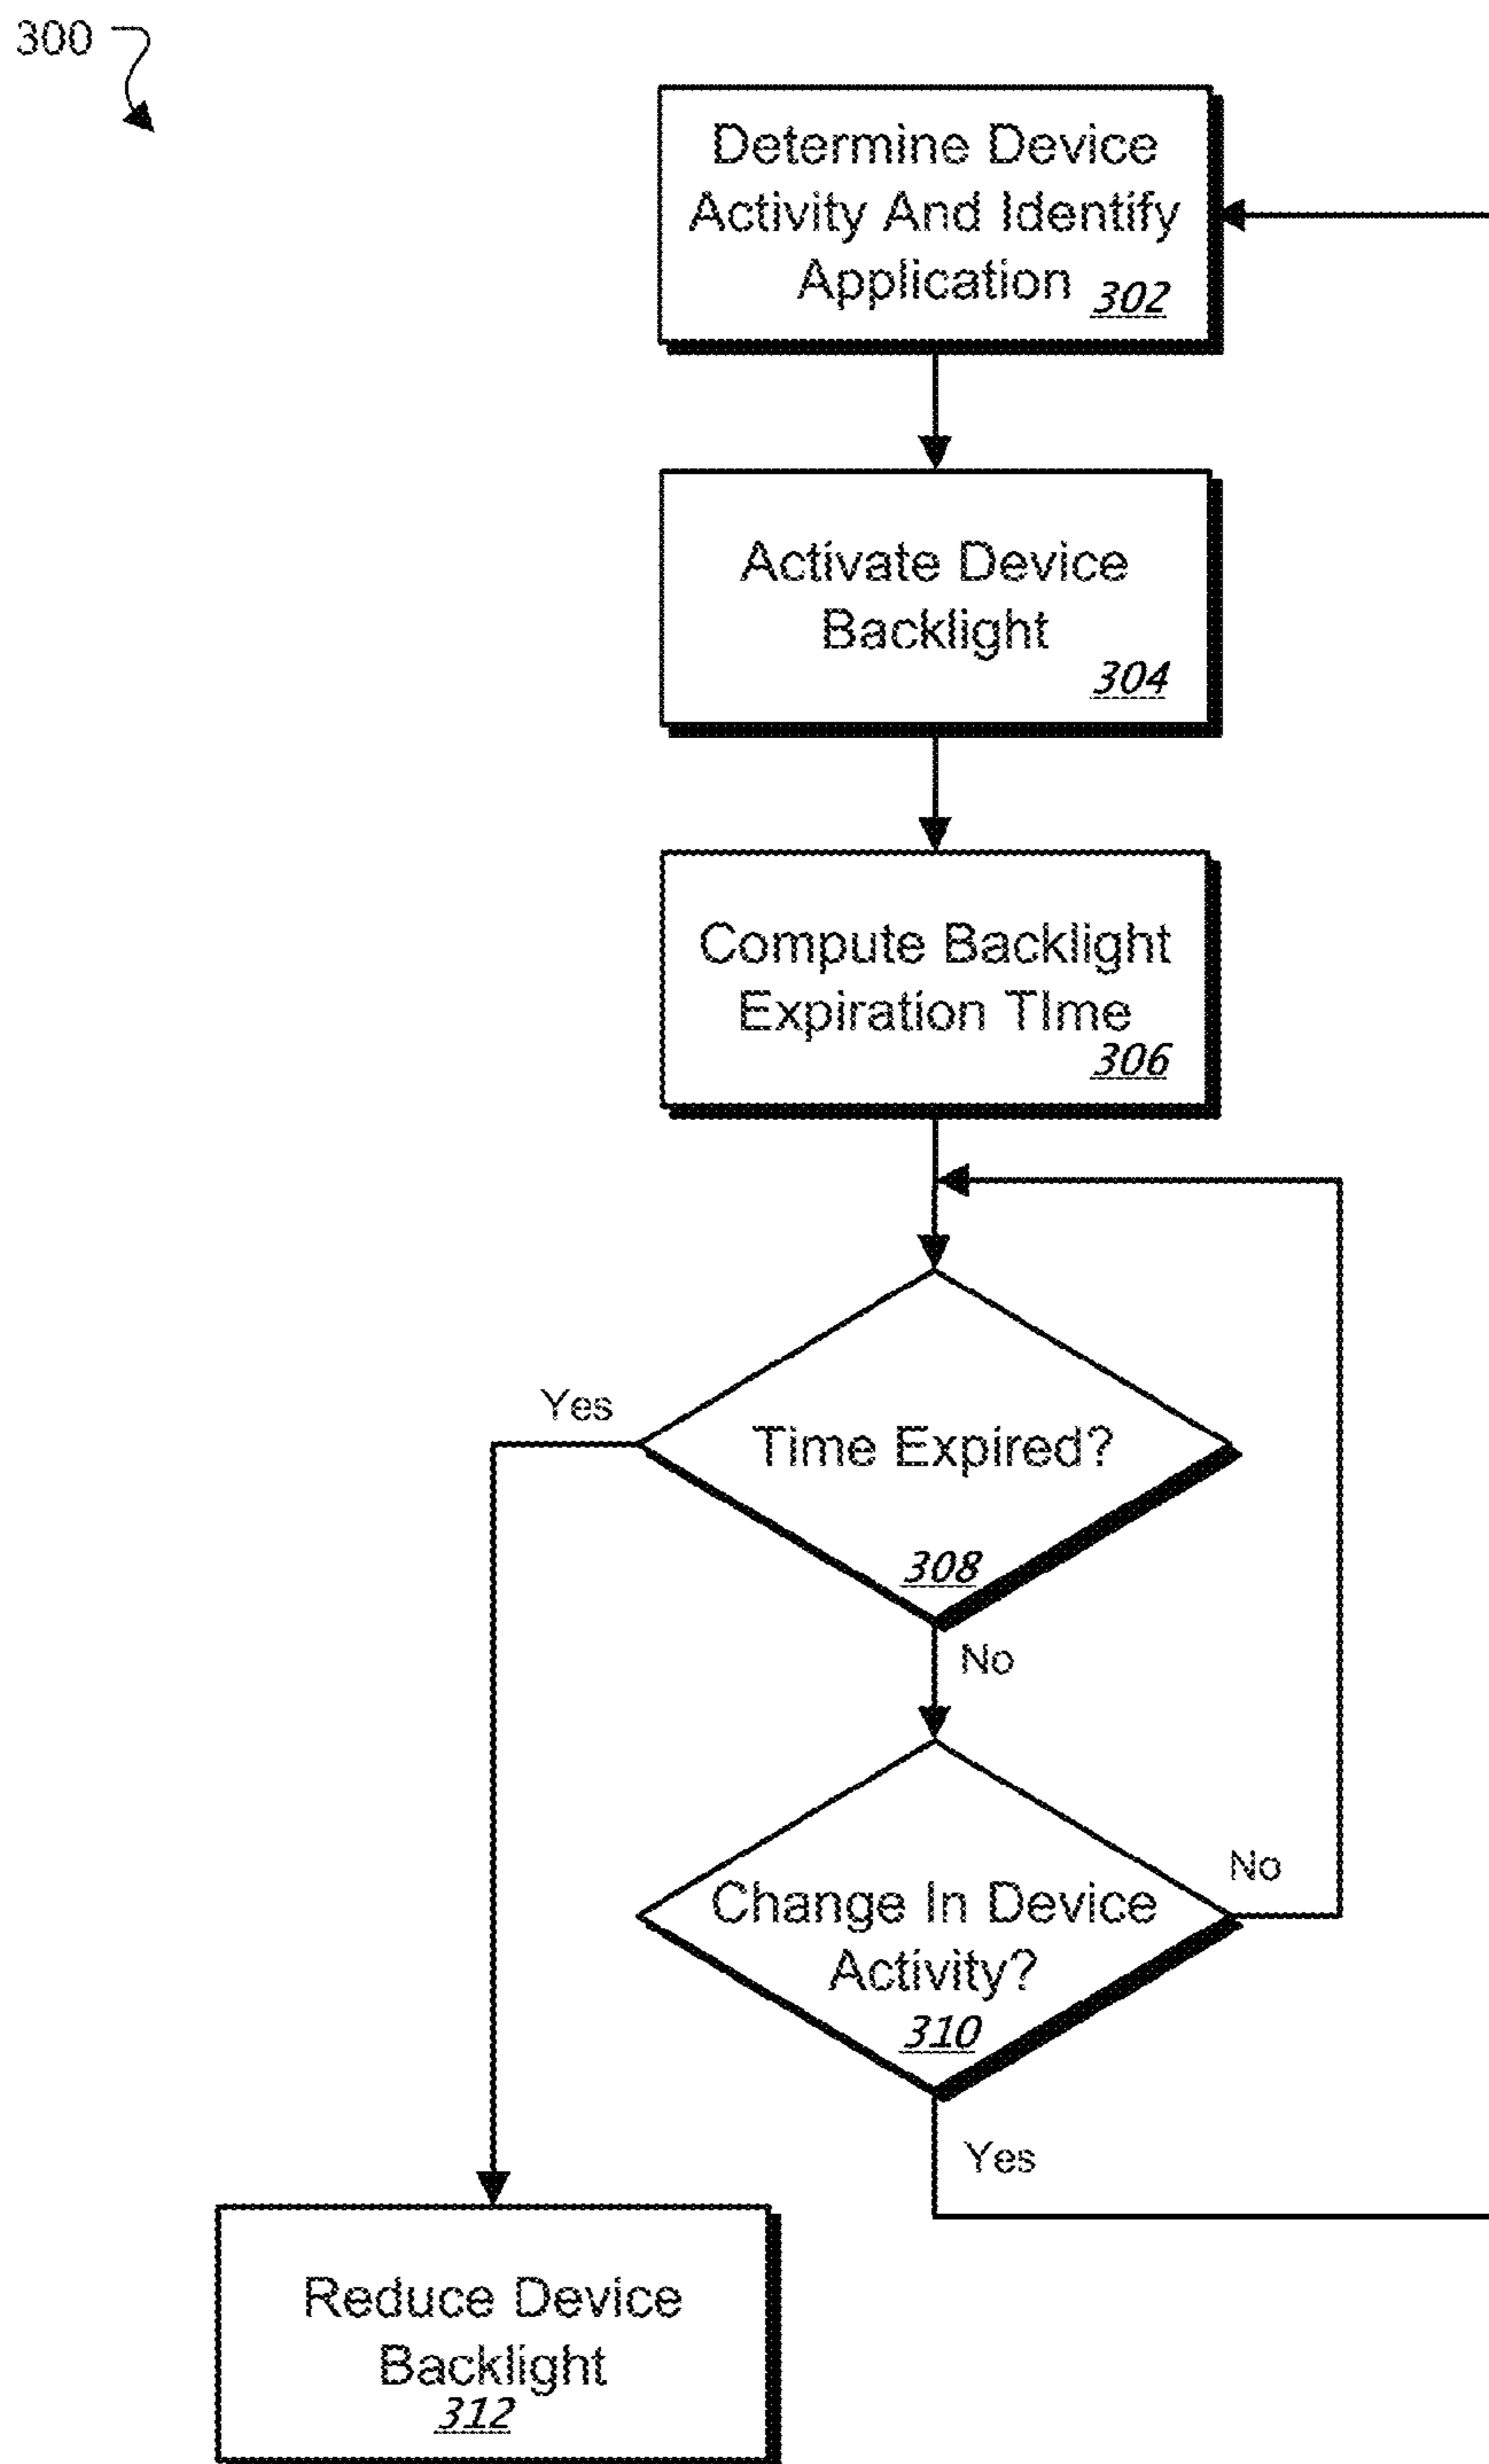 300
Determine Device
Activity And Identify
Application 302
Activate Device
Backlight
304
Compute Backlight
Expiration TIme
306
Yes
Time Expired?
308
No
No
Change In Device
Activity?
310
Yes
Reduce Device
Backlight
312